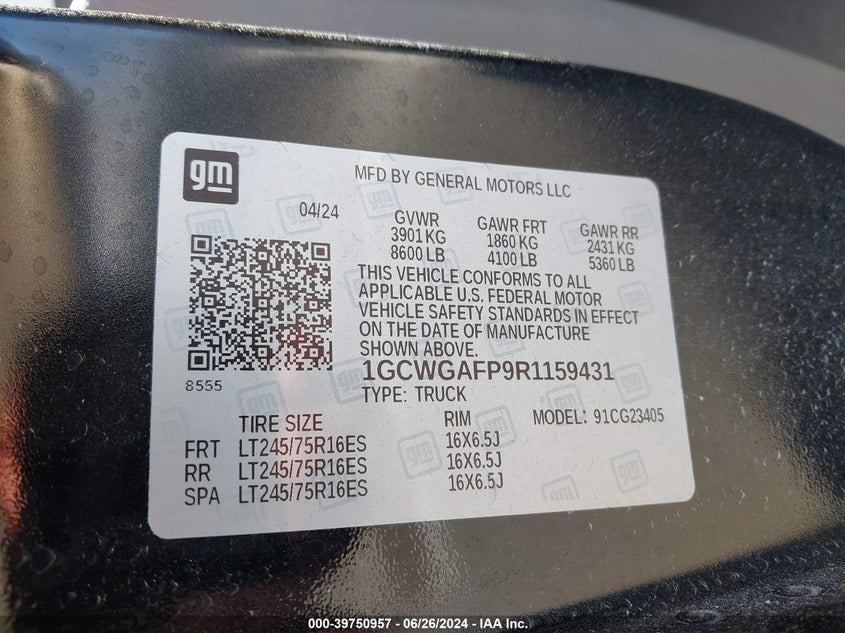 gm
MFD BY GENERAL MOTORS LLC
04/24
GVWR GAWR FRT GAWR RR
3901 KG 1860 KG 2431 KG
8600 LB 4100 LB 5360 LB
THIS VEHICLE CONFORMS TO ALL
APPLICABLE U.S. FEDERAL MOTOR
VEHICLE SAFETY STANDARDS IN EFFECT
ON THE DATE OF MANUFACTURE
SHOWN ABOVE.
8555
1GCWGAFP9R1159431
TYPE: TRUCK
MODEL: 91CG23405
TIRE SIZE RIM
FRT LT245/75R16ES 16X6.5J
RR LT245/75R16ES 16X6.5J
SPA LT245/75R16ES 16X6.5J
000-39750957 / 06/26/2024 / IAA Inc.